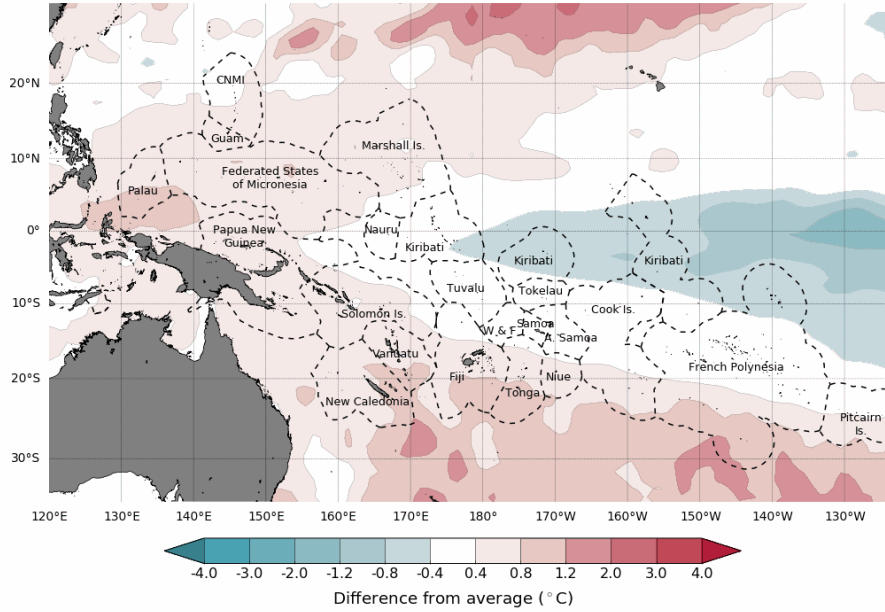 20°N
10°N
0°
10°S
20°S
30°S
CNMI
Guam
Marshall Is.
Federated States
of Micronesia
Palau
Papua New
Guinea
Nauru
Kiribati
Kiribati
Kiribati
Tuvalu
Tokelau
Cook Is.
Solomon Is.
W & F
Samoa
A. Samoa
Vanuatu
Fiji
Niue
French Polynesia
New Caledonia
Tonga
Pitcairn
Is.
120°E 130°E 140°E 150°E 160°E 170°E 180° 170°W 160°W 150°W 140°W 130°W
-4.0 -3.0 -2.0 -1.2 -0.8 -0.4 0.4 0.8 1.2 2.0 3.0 4.0
Difference from average (°C)